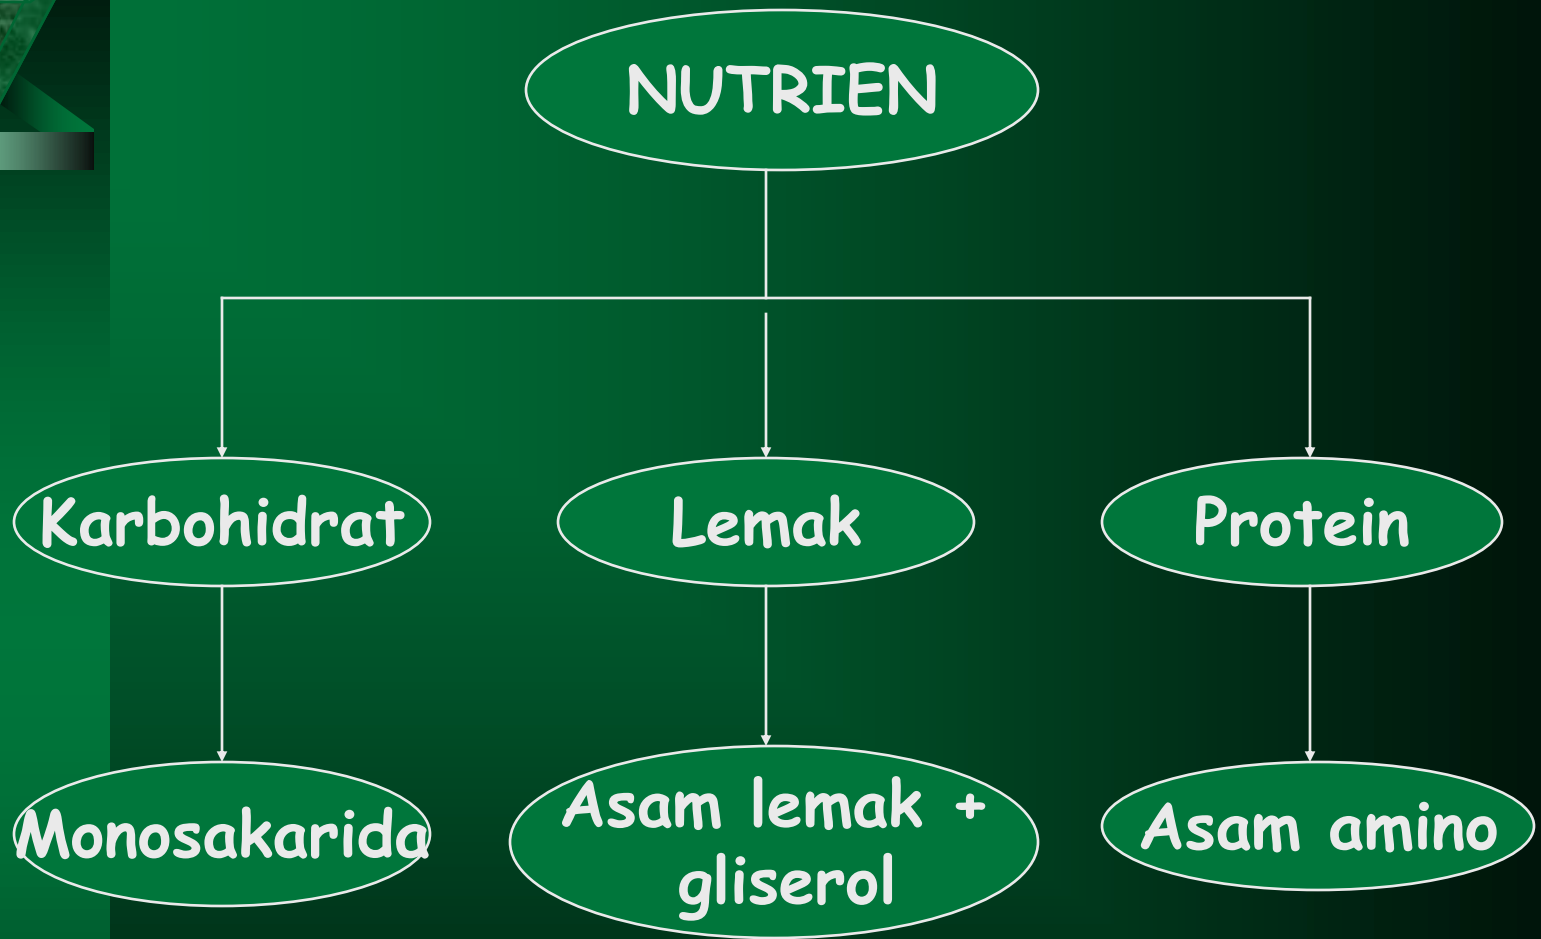 NUTRIEN
Karbohidrat
Lemak
Protein
Monosakarida
Asam lemak +
gliserol
Asam amino